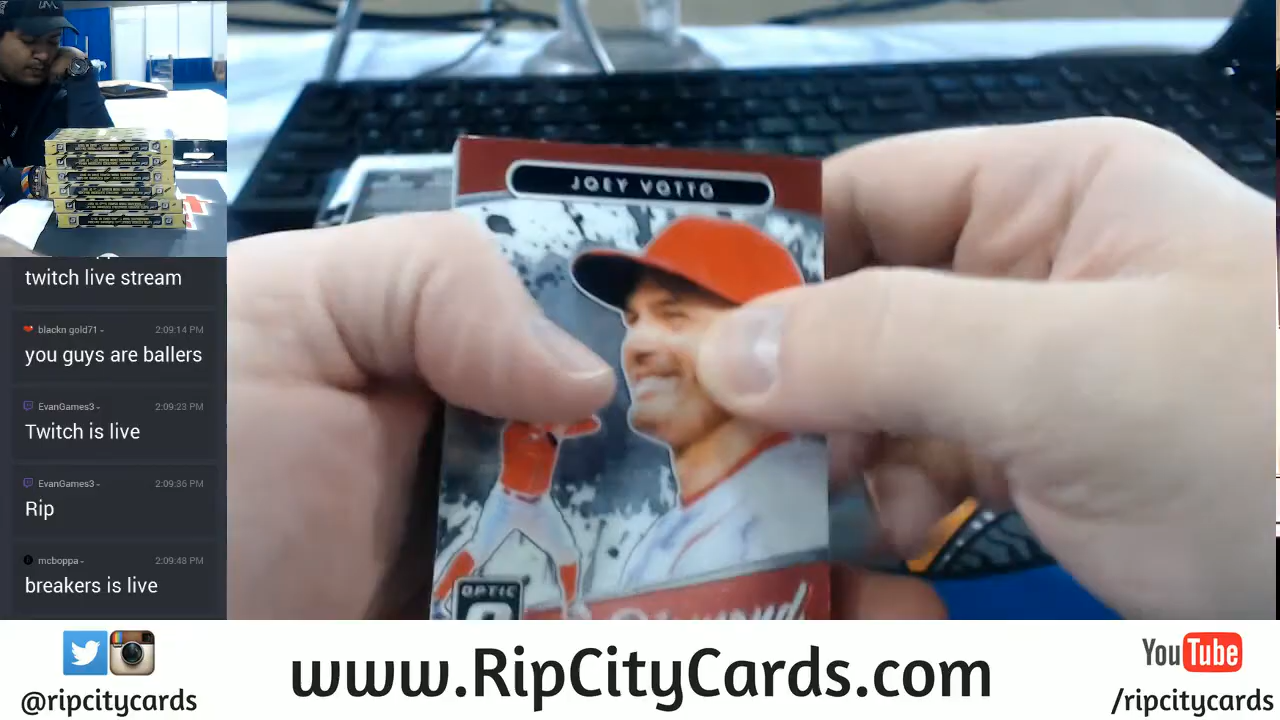 JOEY VOTTO
OPTIC
twitch live stream
blackn gold71 - 2:09:14 PM
you guys are ballers
EvanGames3 - 2:09:23 PM
Twitch is live
EvanGames3 - 2:09:36 PM
Rip
mcboppa - 2:09:48 PM
breakers is live
@ripcitycards
www.RipCityCards.com
YouTube
/ripcitycards